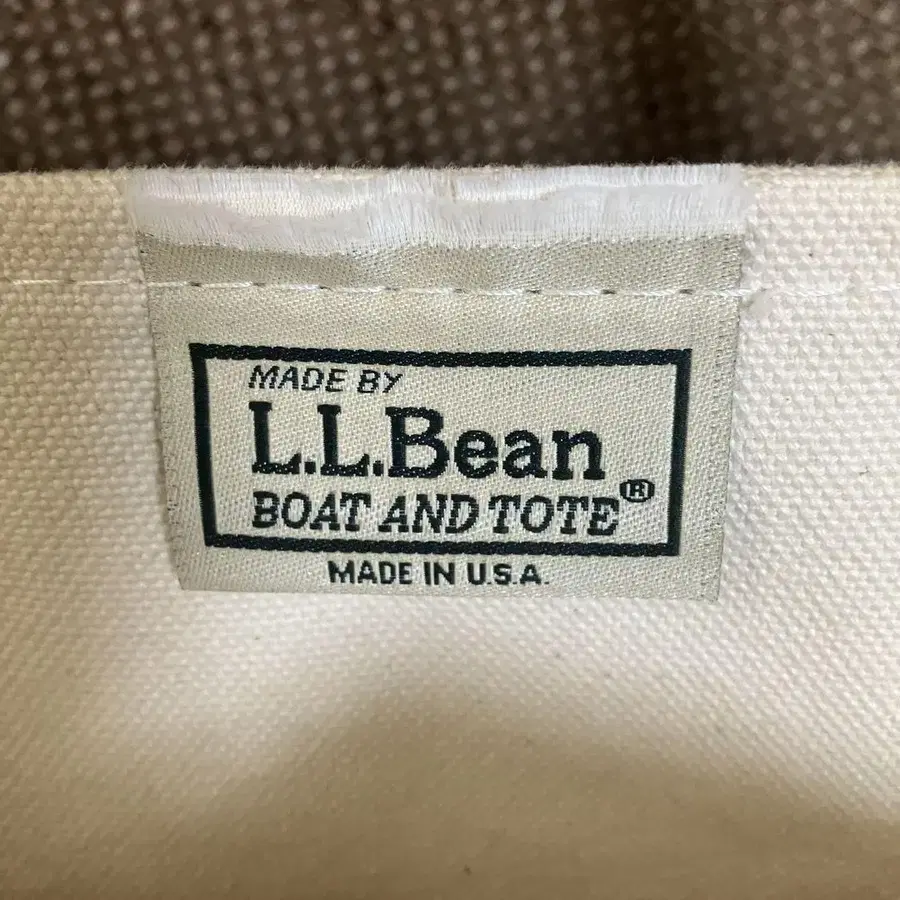 MADE BY
L.L.Bean
BOAT AND TOTE®
MADE IN U.S.A.